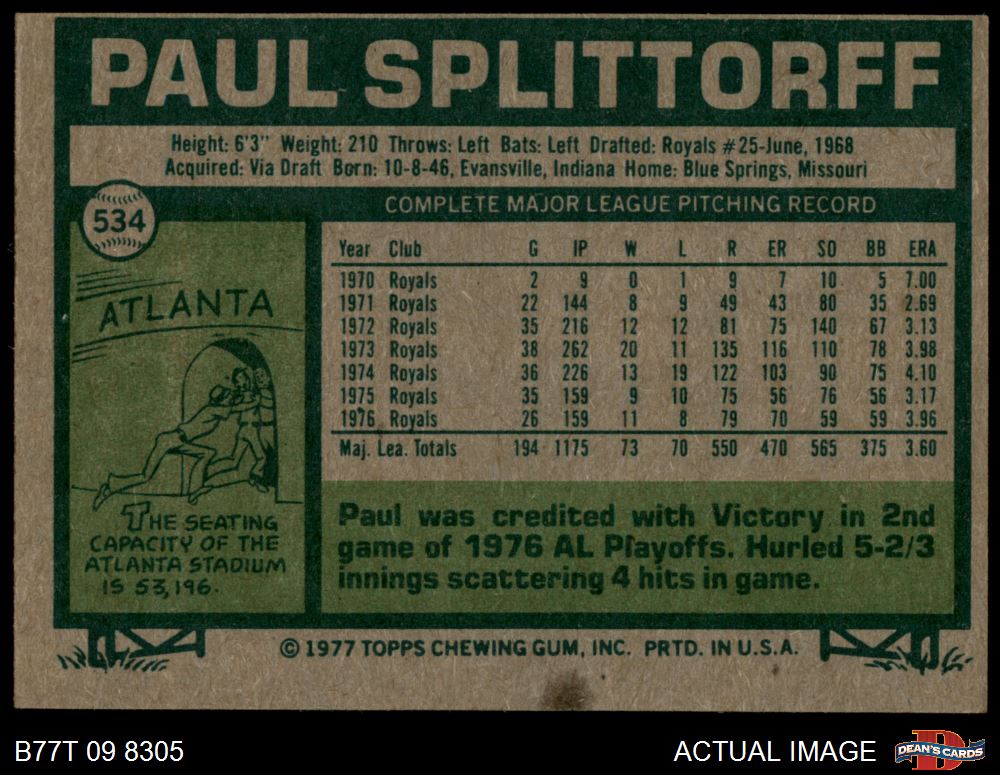 PAUL SPLITTORFF
Height: 6'3" Weight: 210 Throws: Left Bats: Left Drafted: Royals #25-June, 1968
Acquired: Via Draft Born: 10-8-46, Evansville, Indiana Home: Blue Springs, Missouri
534
COMPLETE MAJOR LEAGUE PITCHING RECORD
Year Club G IP W L R ER SO BB ERA
1970 Royals 2 9 0 1 9 7 10 5 7.00
1971 Royals 22 144 8 9 49 43 80 35 2.69
1972 Royals 35 216 12 12 81 75 140 67 3.13
1973 Royals 38 262 20 11 135 116 110 78 3.98
1974 Royals 36 226 13 19 122 103 90 75 4.10
1975 Royals 35 159 9 10 75 56 76 56 3.17
1976 Royals 26 159 11 8 79 70 59 59 3.96
Maj. Lea. Totals 194 1175 73 70 550 470 565 375 3.60
ATLANTA
THE SEATING
CAPACITY OF THE
ATLANTA STADIUM
IS 53,196.
Paul was credited with Victory in 2nd
game of 1976 AL Playoffs. Hurled 5-2/3
innings scattering 4 hits in game.
© 1977 TOPPS CHEWING GUM, INC. PRTD. IN U.S.A.
B77T 09 8305
ACTUAL IMAGE
DEAN'S CARDS